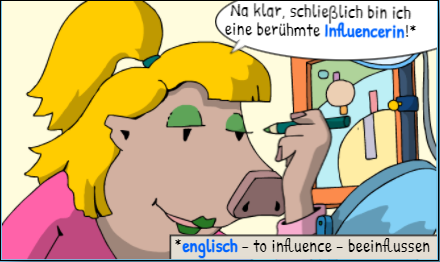 Na klar, schließlich bin ich
eine berühmte Influencerin!*
*englisch – to influence – beeinflussen